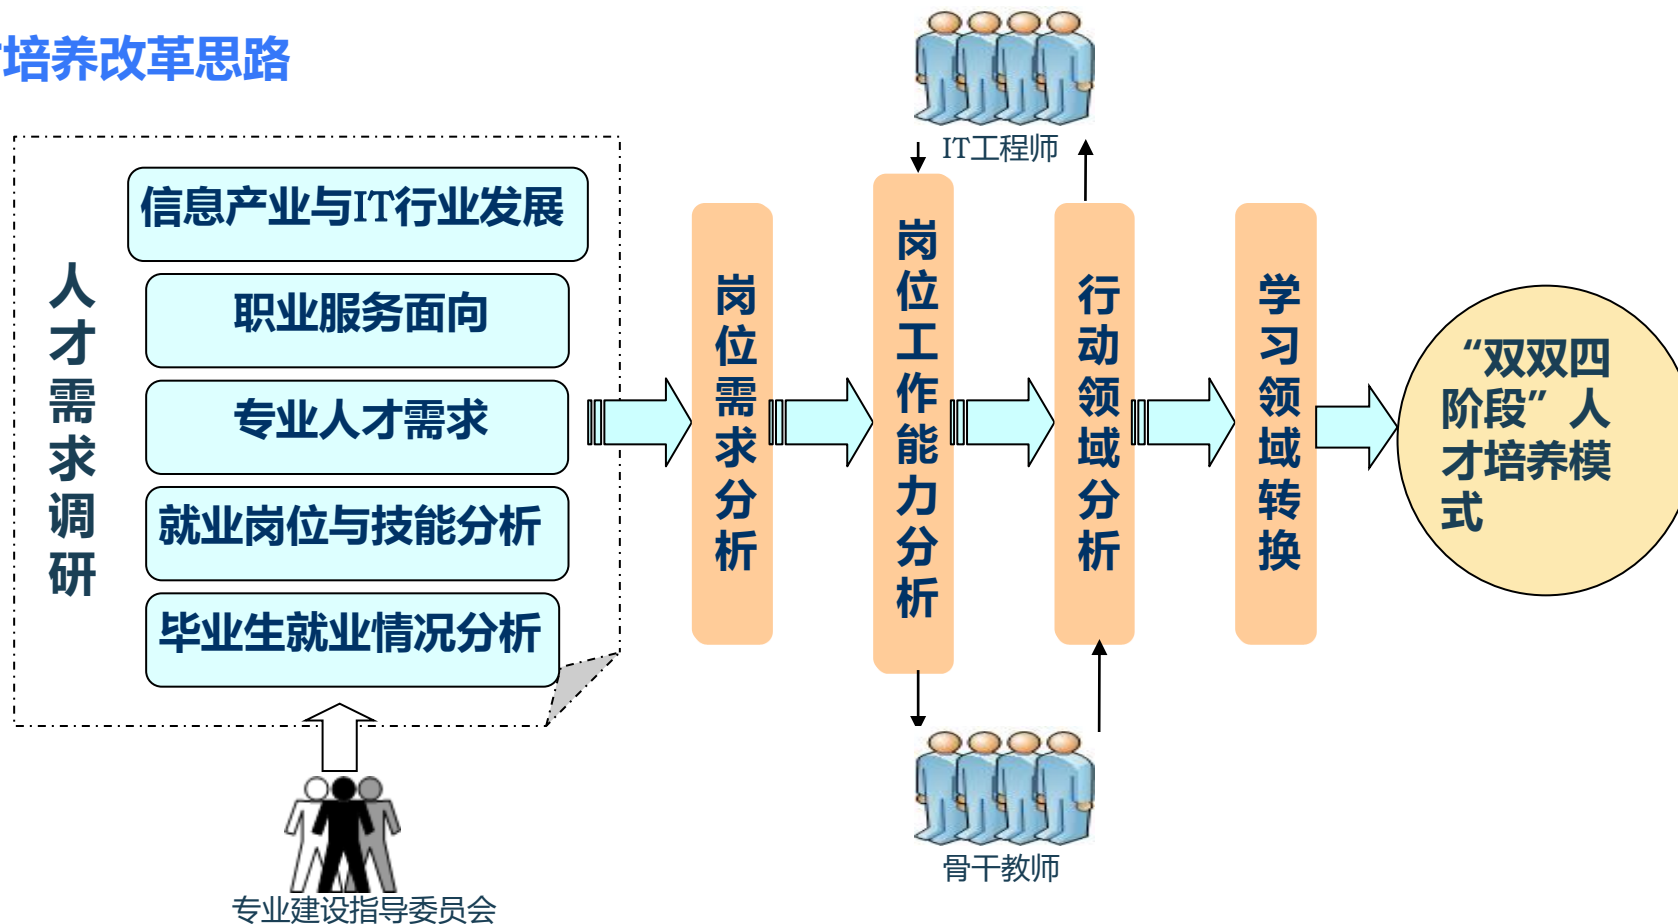 培养改革思路
IT工程师
人才需求调研
信息产业与IT行业发展
职业服务面向
专业人才需求
就业岗位与技能分析
毕业生就业情况分析
专业建设指导委员会
岗位需求分析
岗位工作能力分析
行动领域分析
学习领域转换
骨干教师
“双双四
阶段”人
才培养模
式